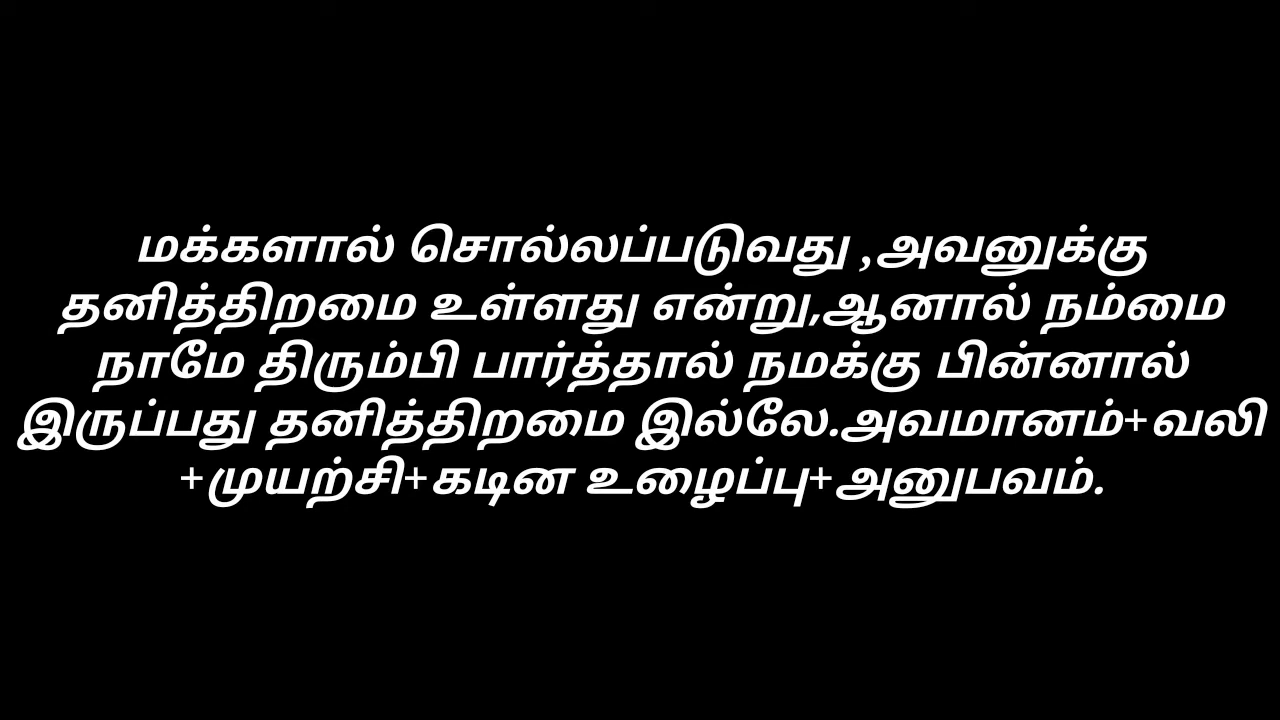 மக்களால் சொல்லப்படுவது ,அவனுக்கு
தனித்திறமை உள்ளது என்று,ஆனால் நம்மை
நாமே திரும்பி பார்த்தால் நமக்கு பின்னால்
இருப்பது தனித்திறமை இல்லே.அவமானம்+வலி
+முயற்சி+கடின உழைப்பு+அனுபவம்.